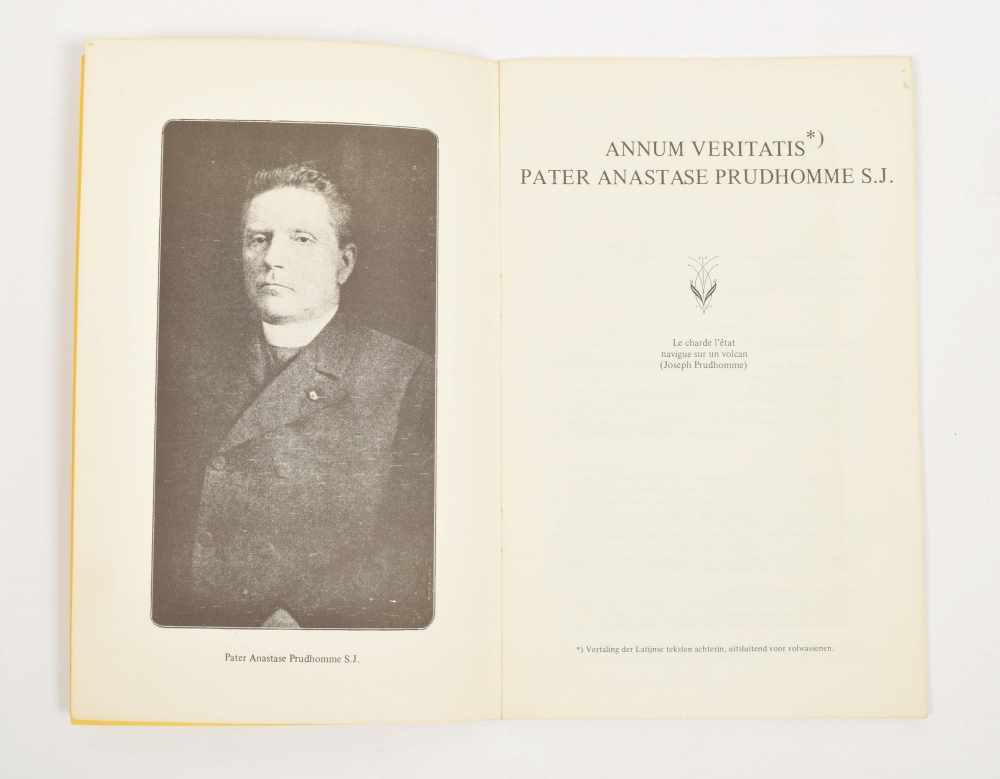 Pater Anastase Prudhomme S.J.
ANNUM VERITATIS*)
PATER ANASTASE PRUDHOMME S.J.
Le charde l'état
navigue sur un volcan
(Joseph Prudhomme)
*) Vertaling der Latijnse teksten achterin, uitsluitend voor volwassenen.